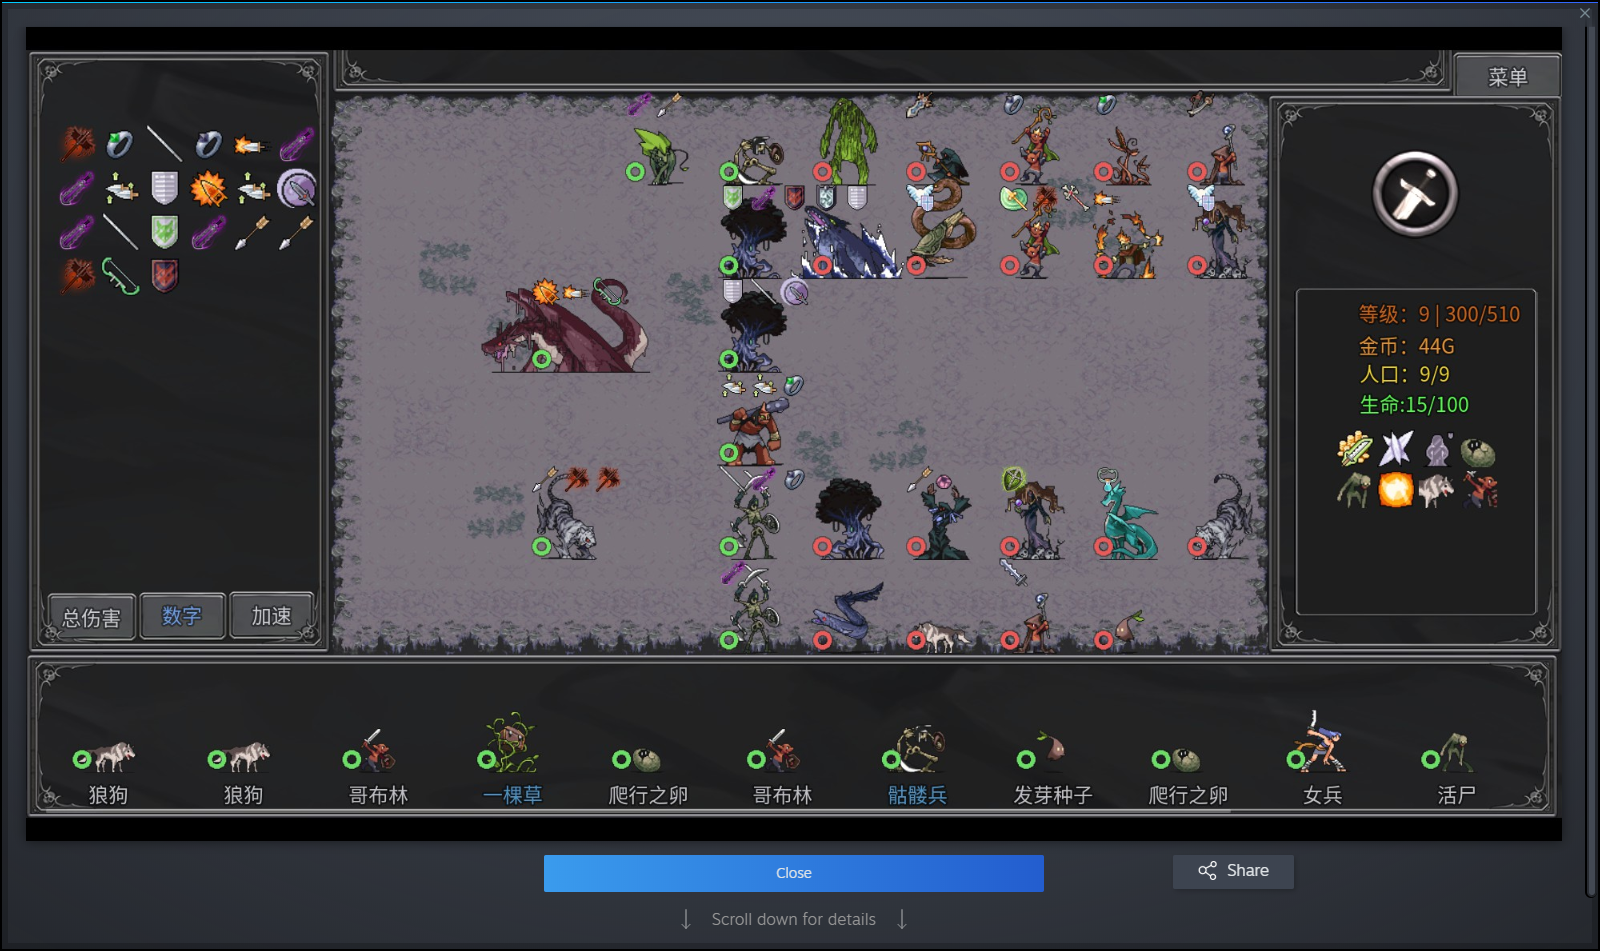 菜单
等级：9 | 300/510
金币：44G
人口：9/9
生命:15/100
总伤害
数字
加速
狼狗
狼狗
哥布林
一棵草
爬行之卵
哥布林
骷髅兵
发芽种子
爬行之卵
女兵
活尸
Close
Share
Scroll down for details